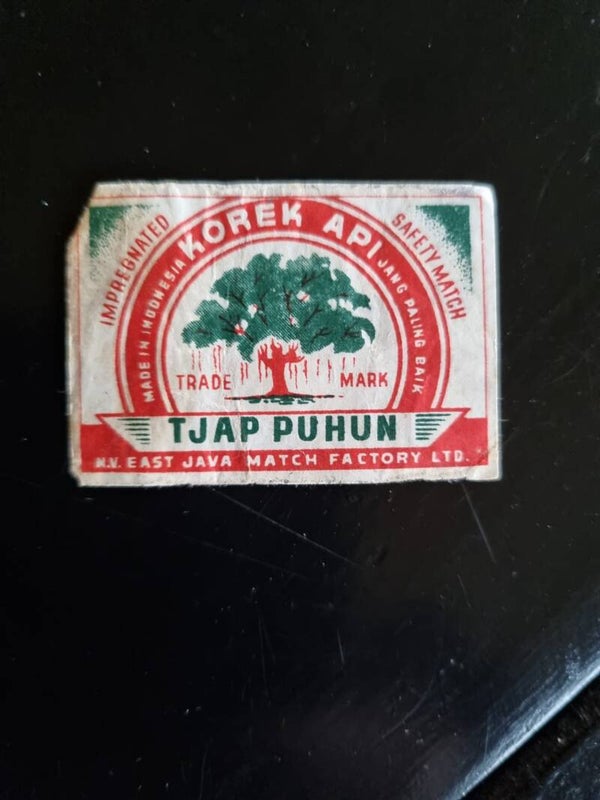 IMPREGNATED
SAFETY MATCH
MADE IN INDONESIA KOREK API JANG PALING BAIK
TRADE MARK
TJAP PUHUN
N.V. EAST JAVA MATCH FACTORY LTD.